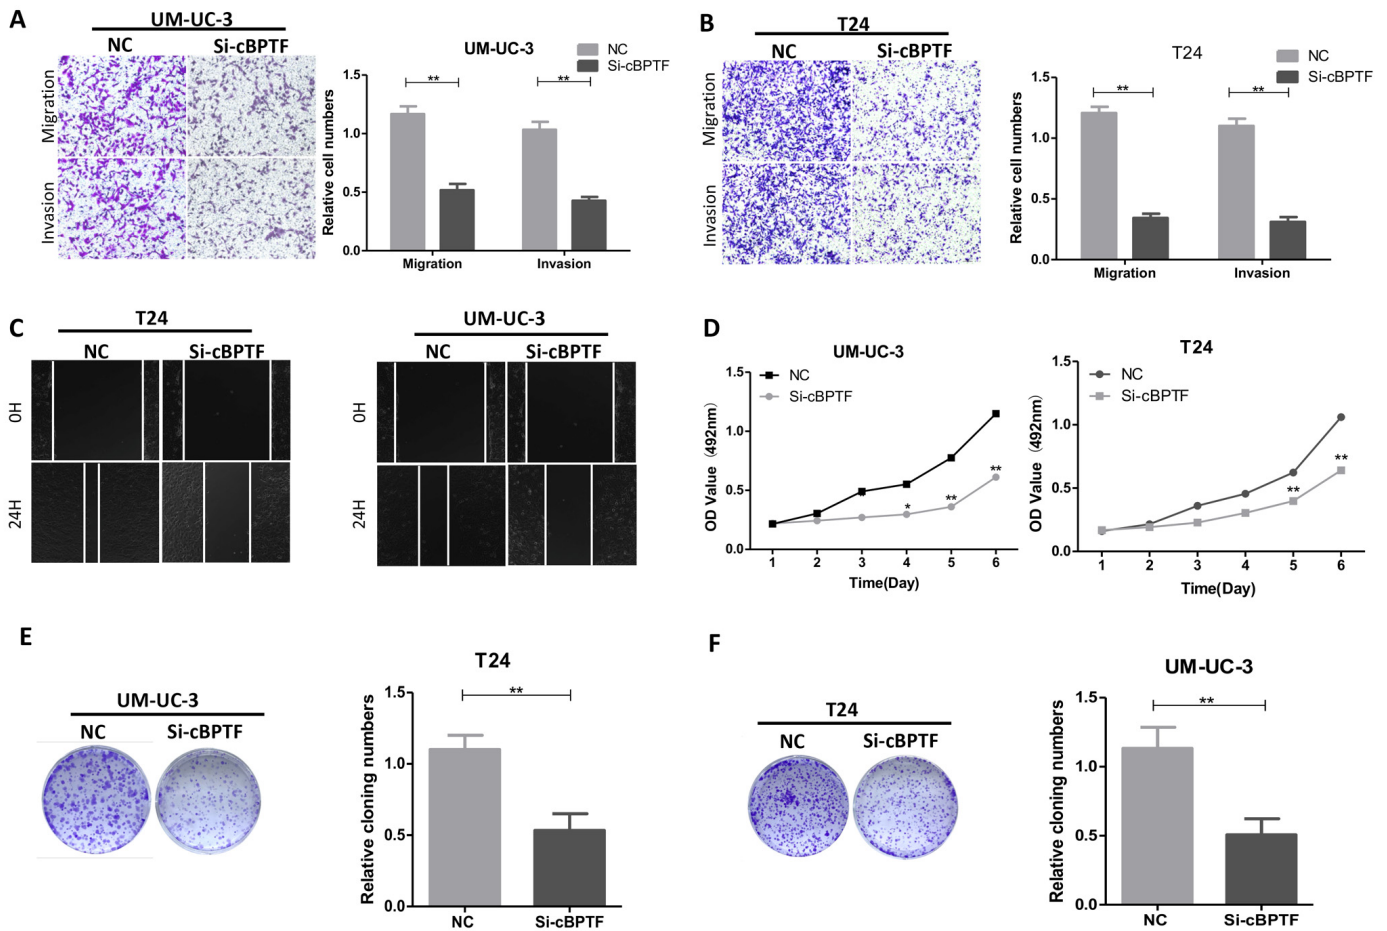 A
UM-UC-3
NC
Si-cBPTF
Migration
Invasion
UM-UC-3
NC
Si-cBPTF
Relative cell numbers
1.5
1.0
0.5
0.0
**
**
Migration
Invasion
B
T24
NC
Si-cBPTF
Migration
Invasion
T24
NC
Si-cBPTF
Relative cell numbers
1.5
1.0
0.5
0.0
**
**
Migration
Invasion
C
T24
NC
Si-cBPTF
0H
24H
UM-UC-3
NC
Si-cBPTF
0H
24H
D
UM-UC-3
NC
Si-cBPTF
OD Value (492nm)
1.5
1.0
0.5
0.0
*
**
**
1 2 3 4 5 6
Time(Day)
T24
NC
Si-cBPTF
OD Value (492nm)
1.5
1.0
0.5
0.0
**
**
1 2 3 4 5 6
Time(Day)
E
UM-UC-3
NC
Si-cBPTF
T24
Relative cloning numbers
1.5
1.0
0.5
0.0
**
NC
Si-cBPTF
F
T24
NC
Si-cBPTF
UM-UC-3
Relative cloning numbers
1.5
1.0
0.5
0.0
**
NC
Si-cBPTF